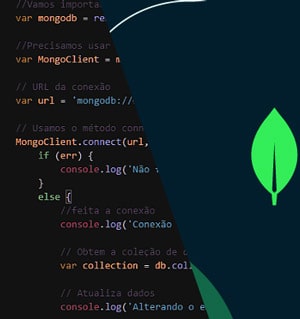 //Vamos importa
var mongodb = re
//Precisamos usar
var MongoClient =
// URL da conexão
var url = 'mongodb://
// Usamos o método conn
MongoClient.connect(url,
if (err) {
console.log('Não
}
else {
//feita a conexão
console.log('Conexão
// Obtem a coleção de
var collection = db.col
// Atualiza dados
console.log('Alterando o e